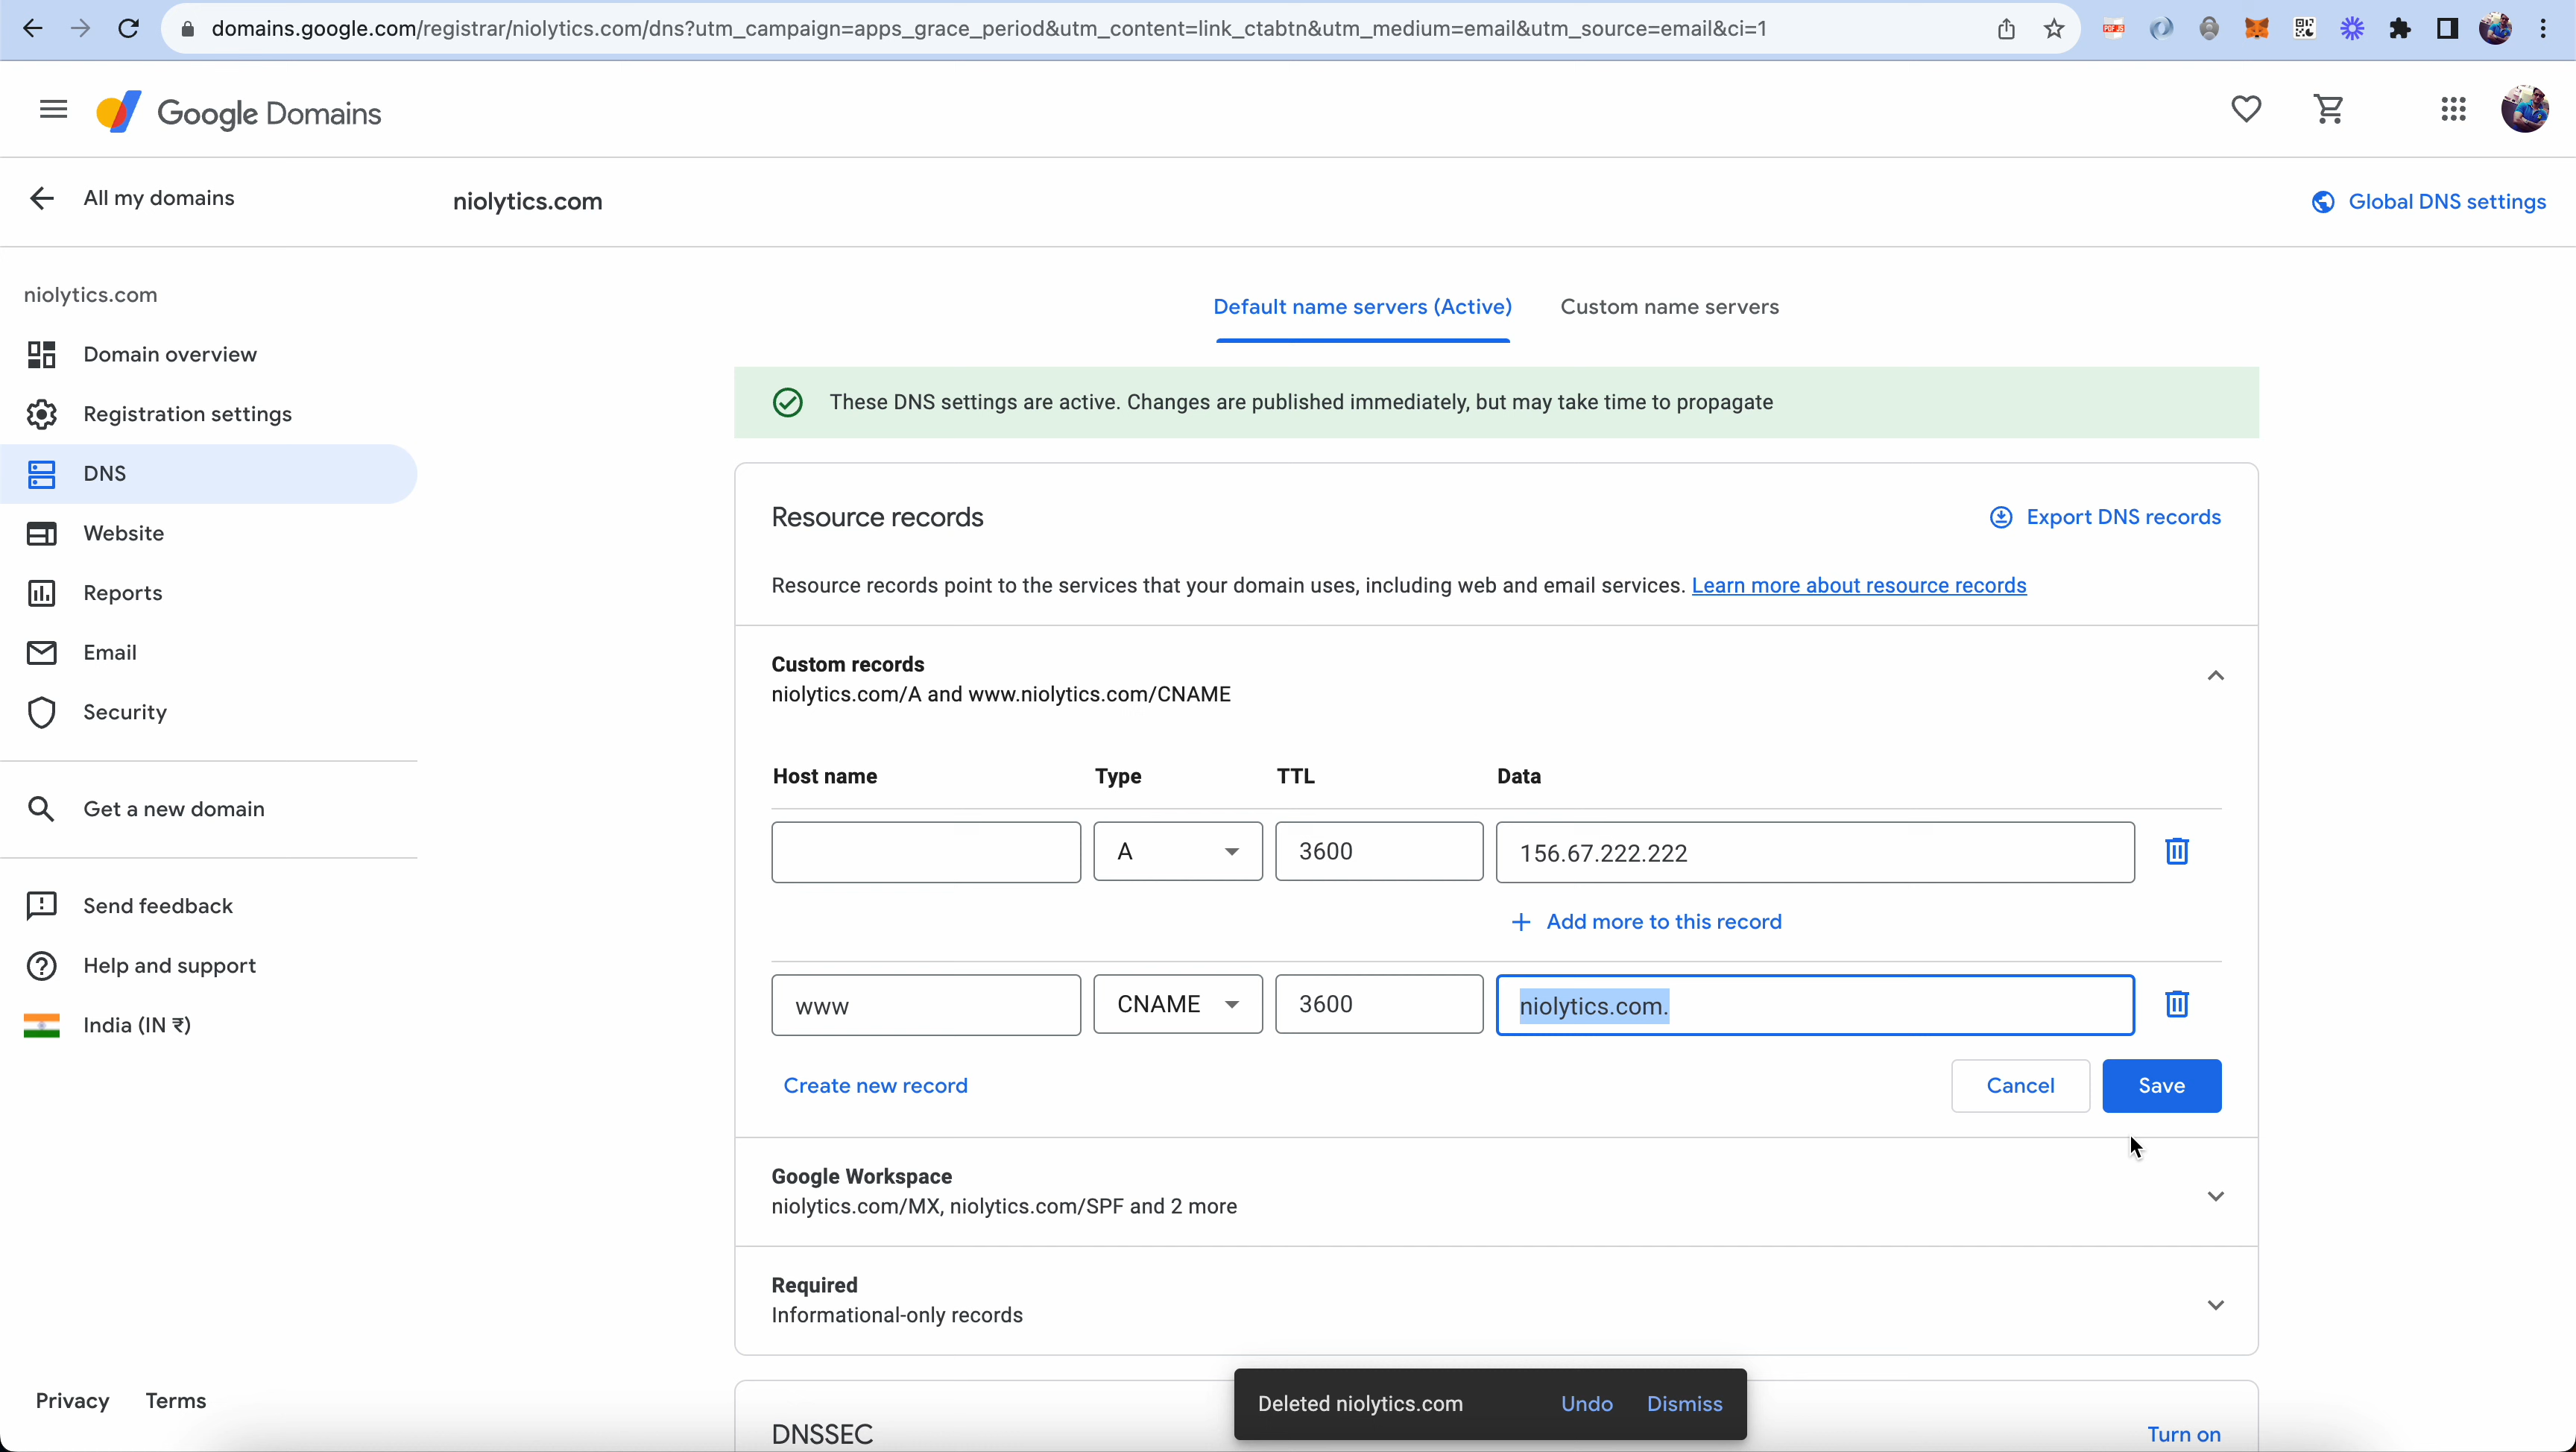 domains.google.com/registrar/niolytics.com/dns?utm_campaign=apps_grace_period&utm_content=link_ctabtn&utm_medium=email&utm_source=email&ci=1
Google Domains
All my domains
niolytics.com
Global DNS settings
niolytics.com
Domain overview
Registration settings
DNS
Website
Reports
Email
Security
Get a new domain
Send feedback
Help and support
India (IN ₹)
Privacy Terms
Default name servers (Active) Custom name servers
These DNS settings are active. Changes are published immediately, but may take time to propagate
Resource records
Export DNS records
Resource records point to the services that your domain uses, including web and email services. Learn more about resource records
Custom records
niolytics.com/A and www.niolytics.com/CNAME
Host name Type TTL Data
A 3600 156.67.222.222
+ Add more to this record
www CNAME 3600 niolytics.com.
Create new record
Cancel Save
Google Workspace
niolytics.com/MX, niolytics.com/SPF and 2 more
Required
Informational-only records
Deleted niolytics.com Undo Dismiss
DNSSEC
Turn on